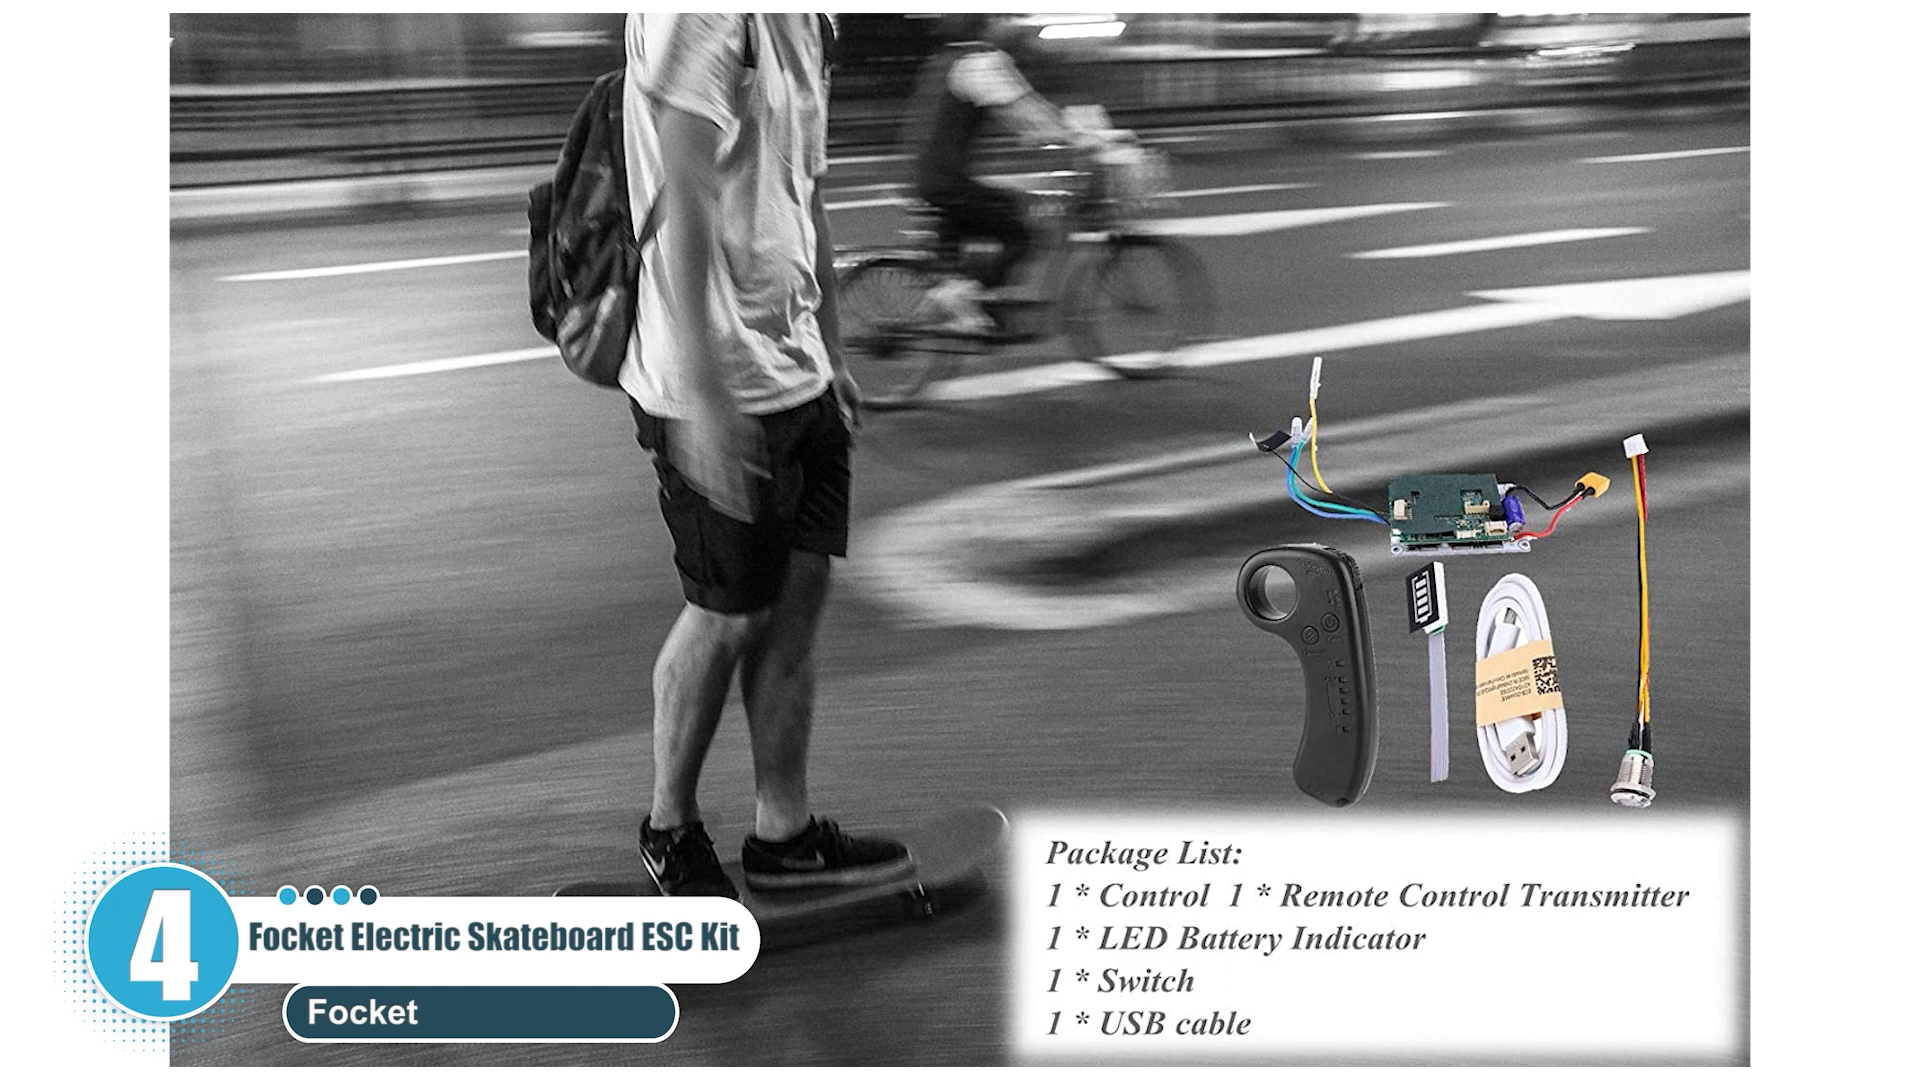 Package List:
1 * Control 1 * Remote Control Transmitter
1 * LED Battery Indicator
1 * Switch
1 * USB cable
4
Focket Electric Skateboard ESC Kit
Focket